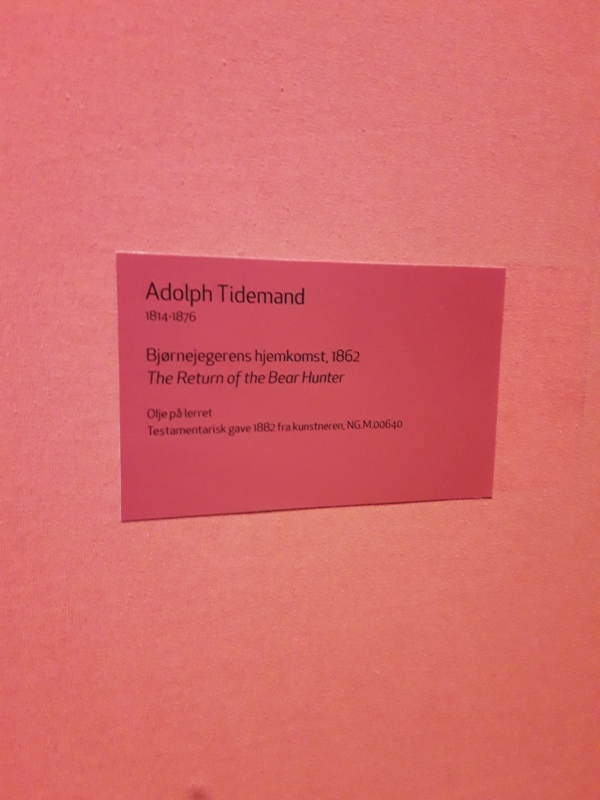 Adolph Tidemand
1814-1876
Bjørnejegerens hjemkomst, 1862
The Return of the Bear Hunter
Olje på lerret
Testamentarisk gave 1882 fra kunstneren, NG.M.00640